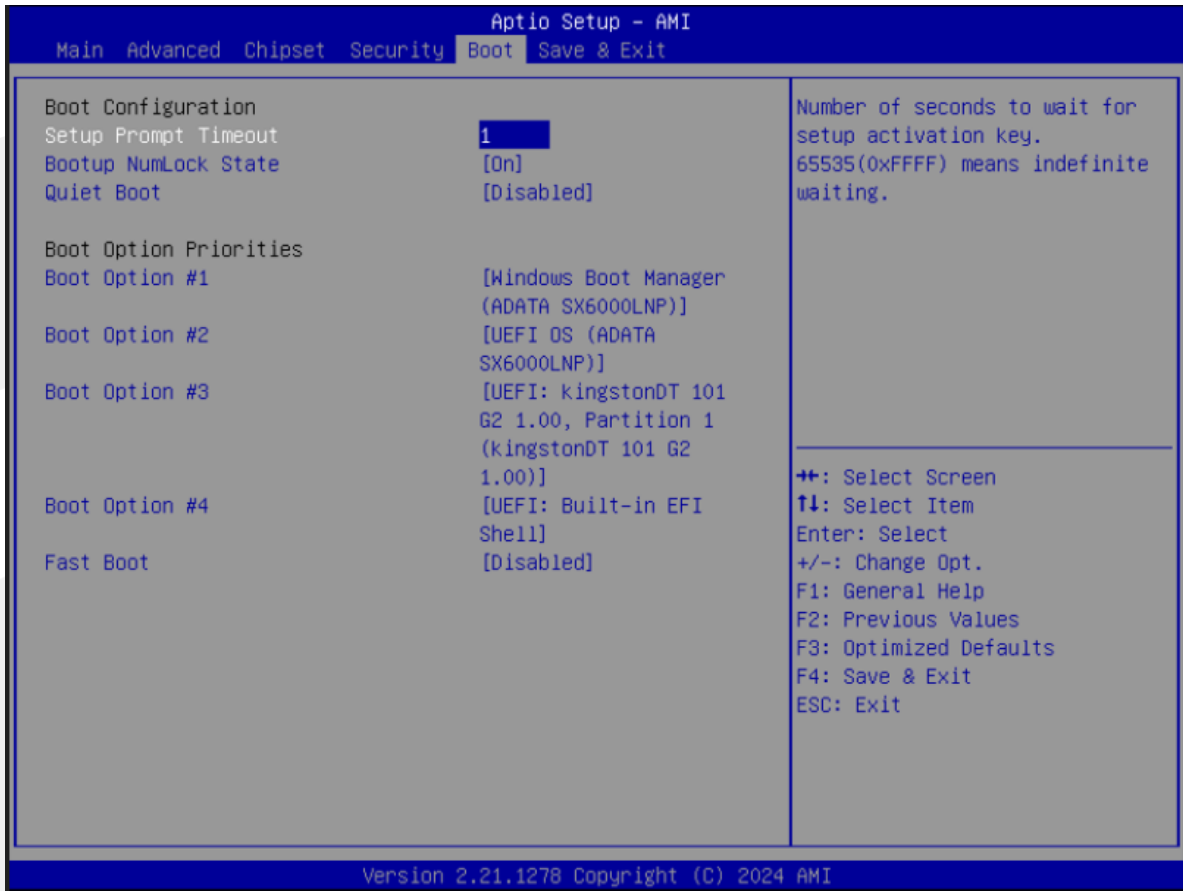 Aptio Setup – AMI
Main Advanced Chipset Security Boot Save & Exit
Boot Configuration
Setup Prompt Timeout 1
Bootup NumLock State [On]
Quiet Boot [Disabled]
Boot Option Priorities
Boot Option #1 [Windows Boot Manager
(ADATA SX6000LNP)]
Boot Option #2 [UEFI OS (ADATA
SX6000LNP)]
Boot Option #3 [UEFI: kingstonDT 101
G2 1.00, Partition 1
(kingstonDT 101 G2
1.00)]
Boot Option #4 [UEFI: Built-in EFI
Shell]
Fast Boot [Disabled]
Number of seconds to wait for
setup activation key.
65535(0xFFFF) means indefinite
waiting.
→←: Select Screen
↑↓: Select Item
Enter: Select
+/-: Change Opt.
F1: General Help
F2: Previous Values
F3: Optimized Defaults
F4: Save & Exit
ESC: Exit
Version 2.21.1278 Copyright (C) 2024 AMI